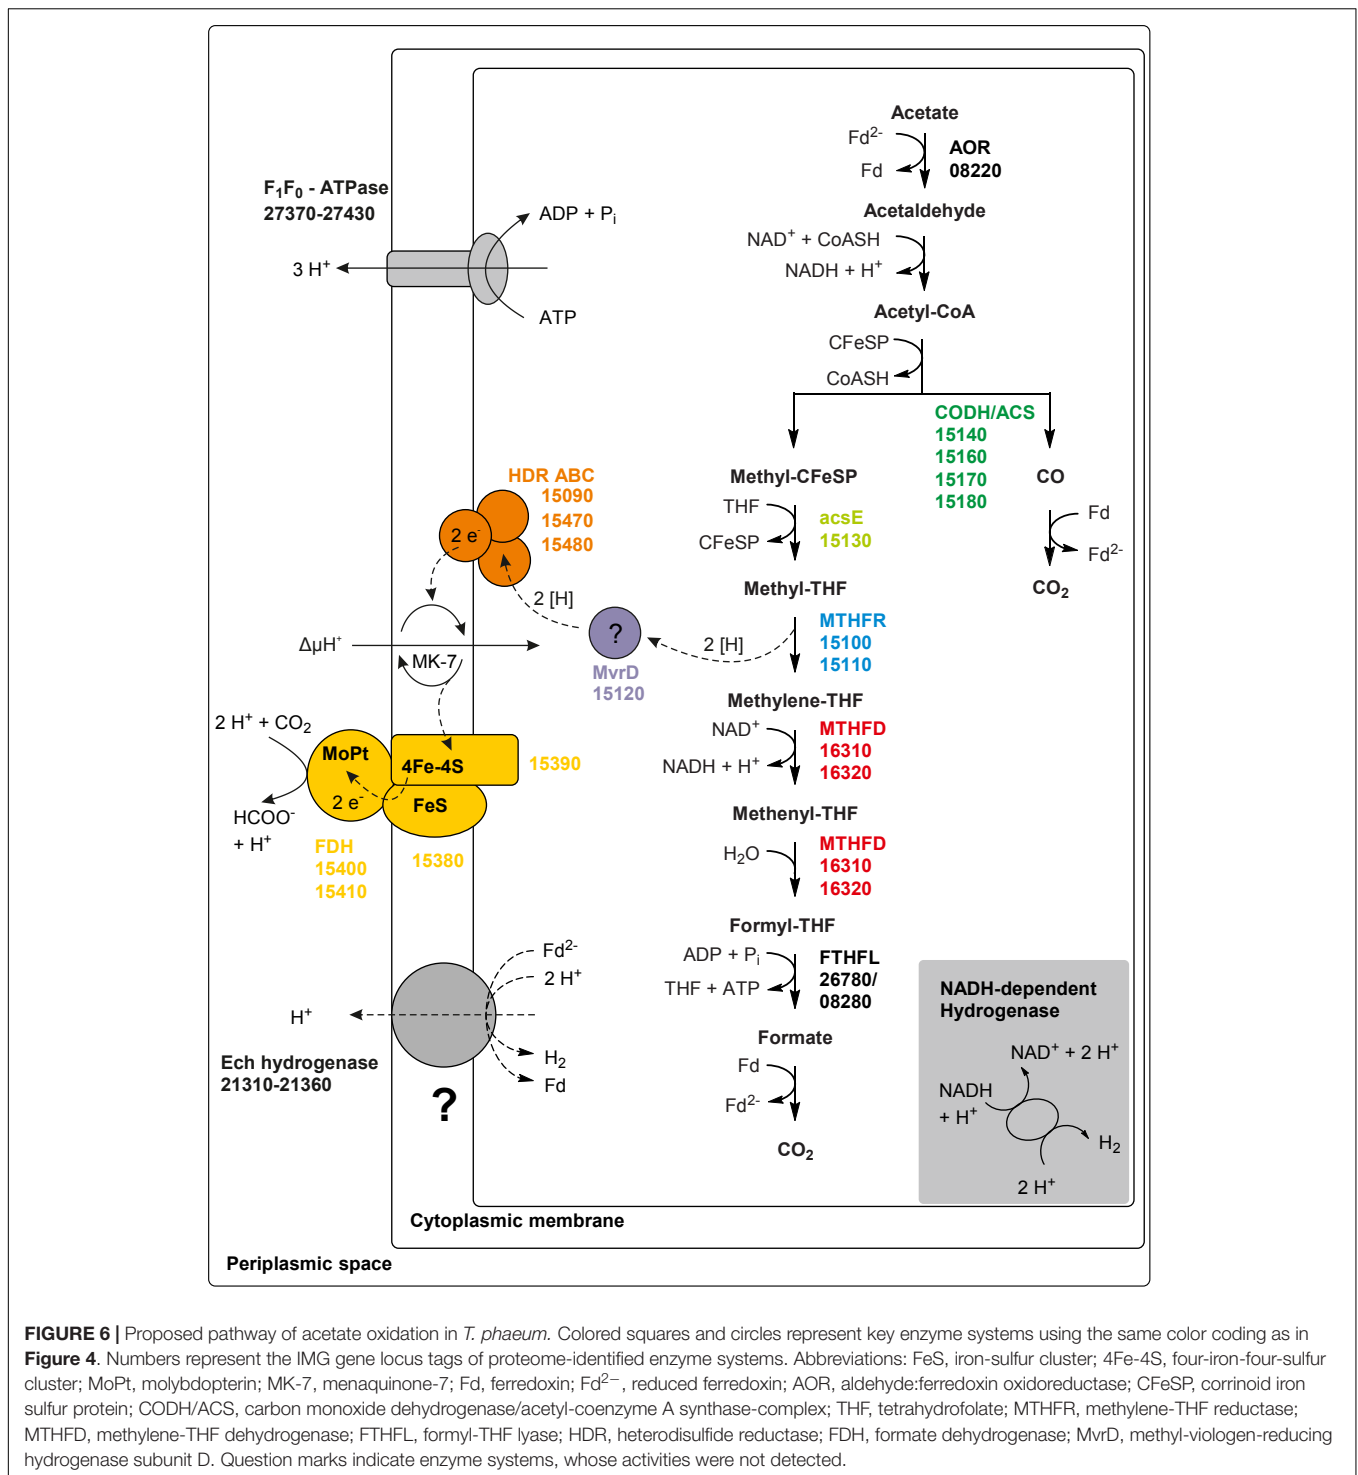 Acetate
Fd2-
Fd
AOR
08220
Acetaldehyde
NAD+ + CoASH
NADH + H+
Acetyl-CoA
CFeSP
CoASH
CODH/ACS
15140
15160
15170
15180
Methyl-CFeSP
CO
THF
CFeSP
acsE
15130
Fd
Fd2-
CO2
Methyl-THF
MTHFR
15100
15110
Methylene-THF
NAD+
NADH + H+
MTHFD
16310
16320
Methenyl-THF
H2O
MTHFD
16310
16320
Formyl-THF
ADP + Pi
THF + ATP
FTHFL
26780/
08280
Formate
Fd
Fd2-
CO2
F1F0 - ATPase
27370-27430
3 H+
ADP + Pi
ATP
HDR ABC
15090
15470
15480
2 e-
2 [H]
?
MvrD
15120
2 [H]
ΔμH+
MK-7
2 H+ + CO2
MoPt
4Fe-4S
15390
2 e-
FeS
HCOO-
+ H+
FDH
15400
15410
15380
Fd2-
2 H+
H+
H2
Fd
Ech hydrogenase
21310-21360
?
NADH-dependent
Hydrogenase
NAD+ + 2 H+
NADH
+ H+
H2
2 H+
Cytoplasmic membrane
Periplasmic space
FIGURE 6 | Proposed pathway of acetate oxidation in T. phaeum. Colored squares and circles represent key enzyme systems using the same color coding as in
Figure 4. Numbers represent the IMG gene locus tags of proteome-identified enzyme systems. Abbreviations: FeS, iron-sulfur cluster; 4Fe-4S, four-iron-four-sulfur
cluster; MoPt, molybdopterin; MK-7, menaquinone-7; Fd, ferredoxin; Fd2−, reduced ferredoxin; AOR, aldehyde:ferredoxin oxidoreductase; CFeSP, corrinoid iron
sulfur protein; CODH/ACS, carbon monoxide dehydrogenase/acetyl-coenzyme A synthase-complex; THF, tetrahydrofolate; MTHFR, methylene-THF reductase;
MTHFD, methylene-THF dehydrogenase; FTHFL, formyl-THF lyase; HDR, heterodisulfide reductase; FDH, formate dehydrogenase; MvrD, methyl-viologen-reducing
hydrogenase subunit D. Question marks indicate enzyme systems, whose activities were not detected.